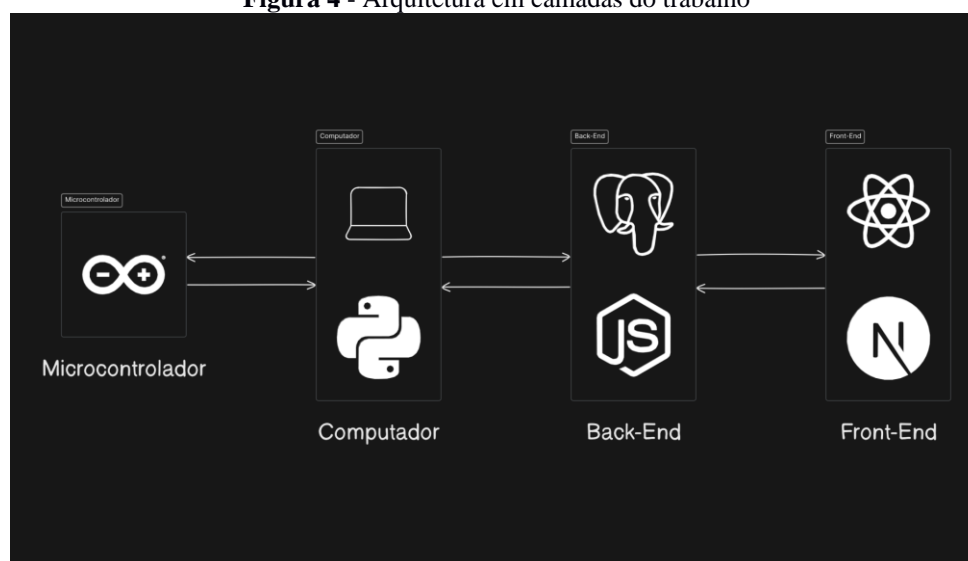 Figura 4 - Arquitetura em camadas do trabalho
Computador
Back-End
Front-End
Microcontrolador
JS
N
Microcontrolador
Computador
Back-End
Front-End